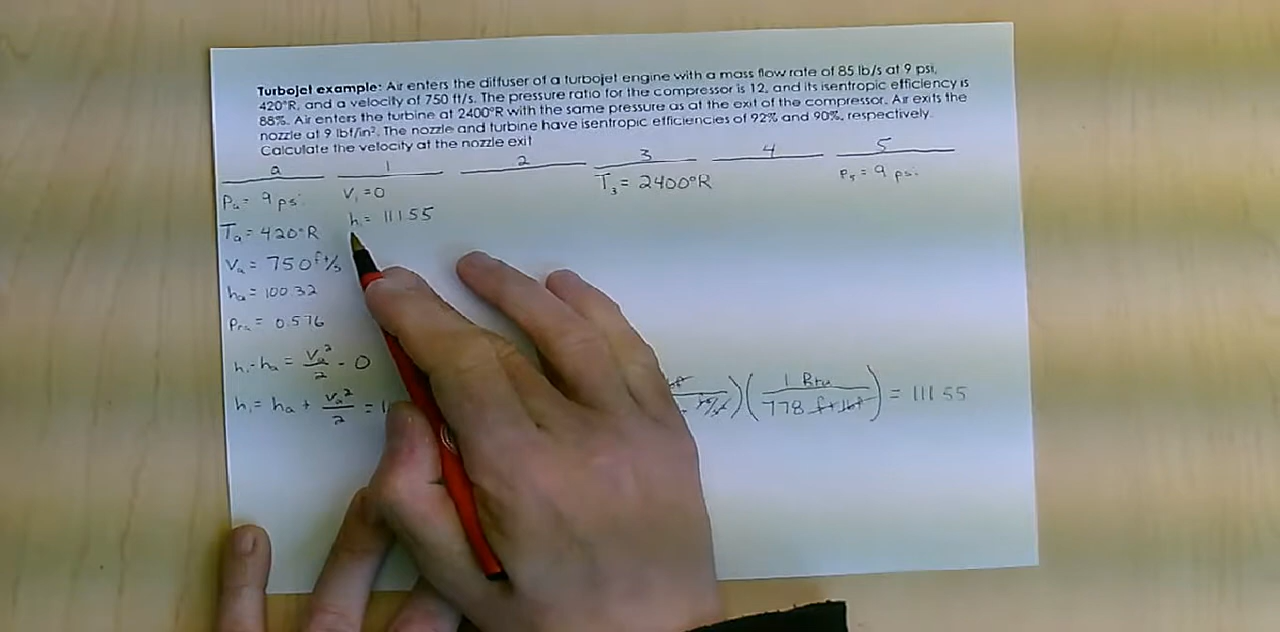 Turbojet example: Air enters the diffuser of a turbojet engine with a mass flow rate of 85 lb/s at 9 psi,
420°R, and a velocity of 750 ft/s. The pressure ratio for the compressor is 12, and its isentropic efficiency is
88%. Air enters the turbine at 2400°R with the same pressure as at the exit of the compressor. Air exits the
nozzle at 9 lbf/in². The nozzle and turbine have isentropic efficiencies of 92% and 90%, respectively.
Calculate the velocity at the nozzle exit
a 1 2 3 4 5
Pa = 9 psi V₁ = 0 T₃ = 2400°R P₅ = 9 psi
Ta = 420°R h₁ = 111.55
Va = 750 ft/s
ha = 100.32
Pra = 0.576
h₁ - ha = Va²/2 - 0
h₁ = ha + Va²/2 = 1 )(1 Btu / 778 ft·lbf) = 111.55